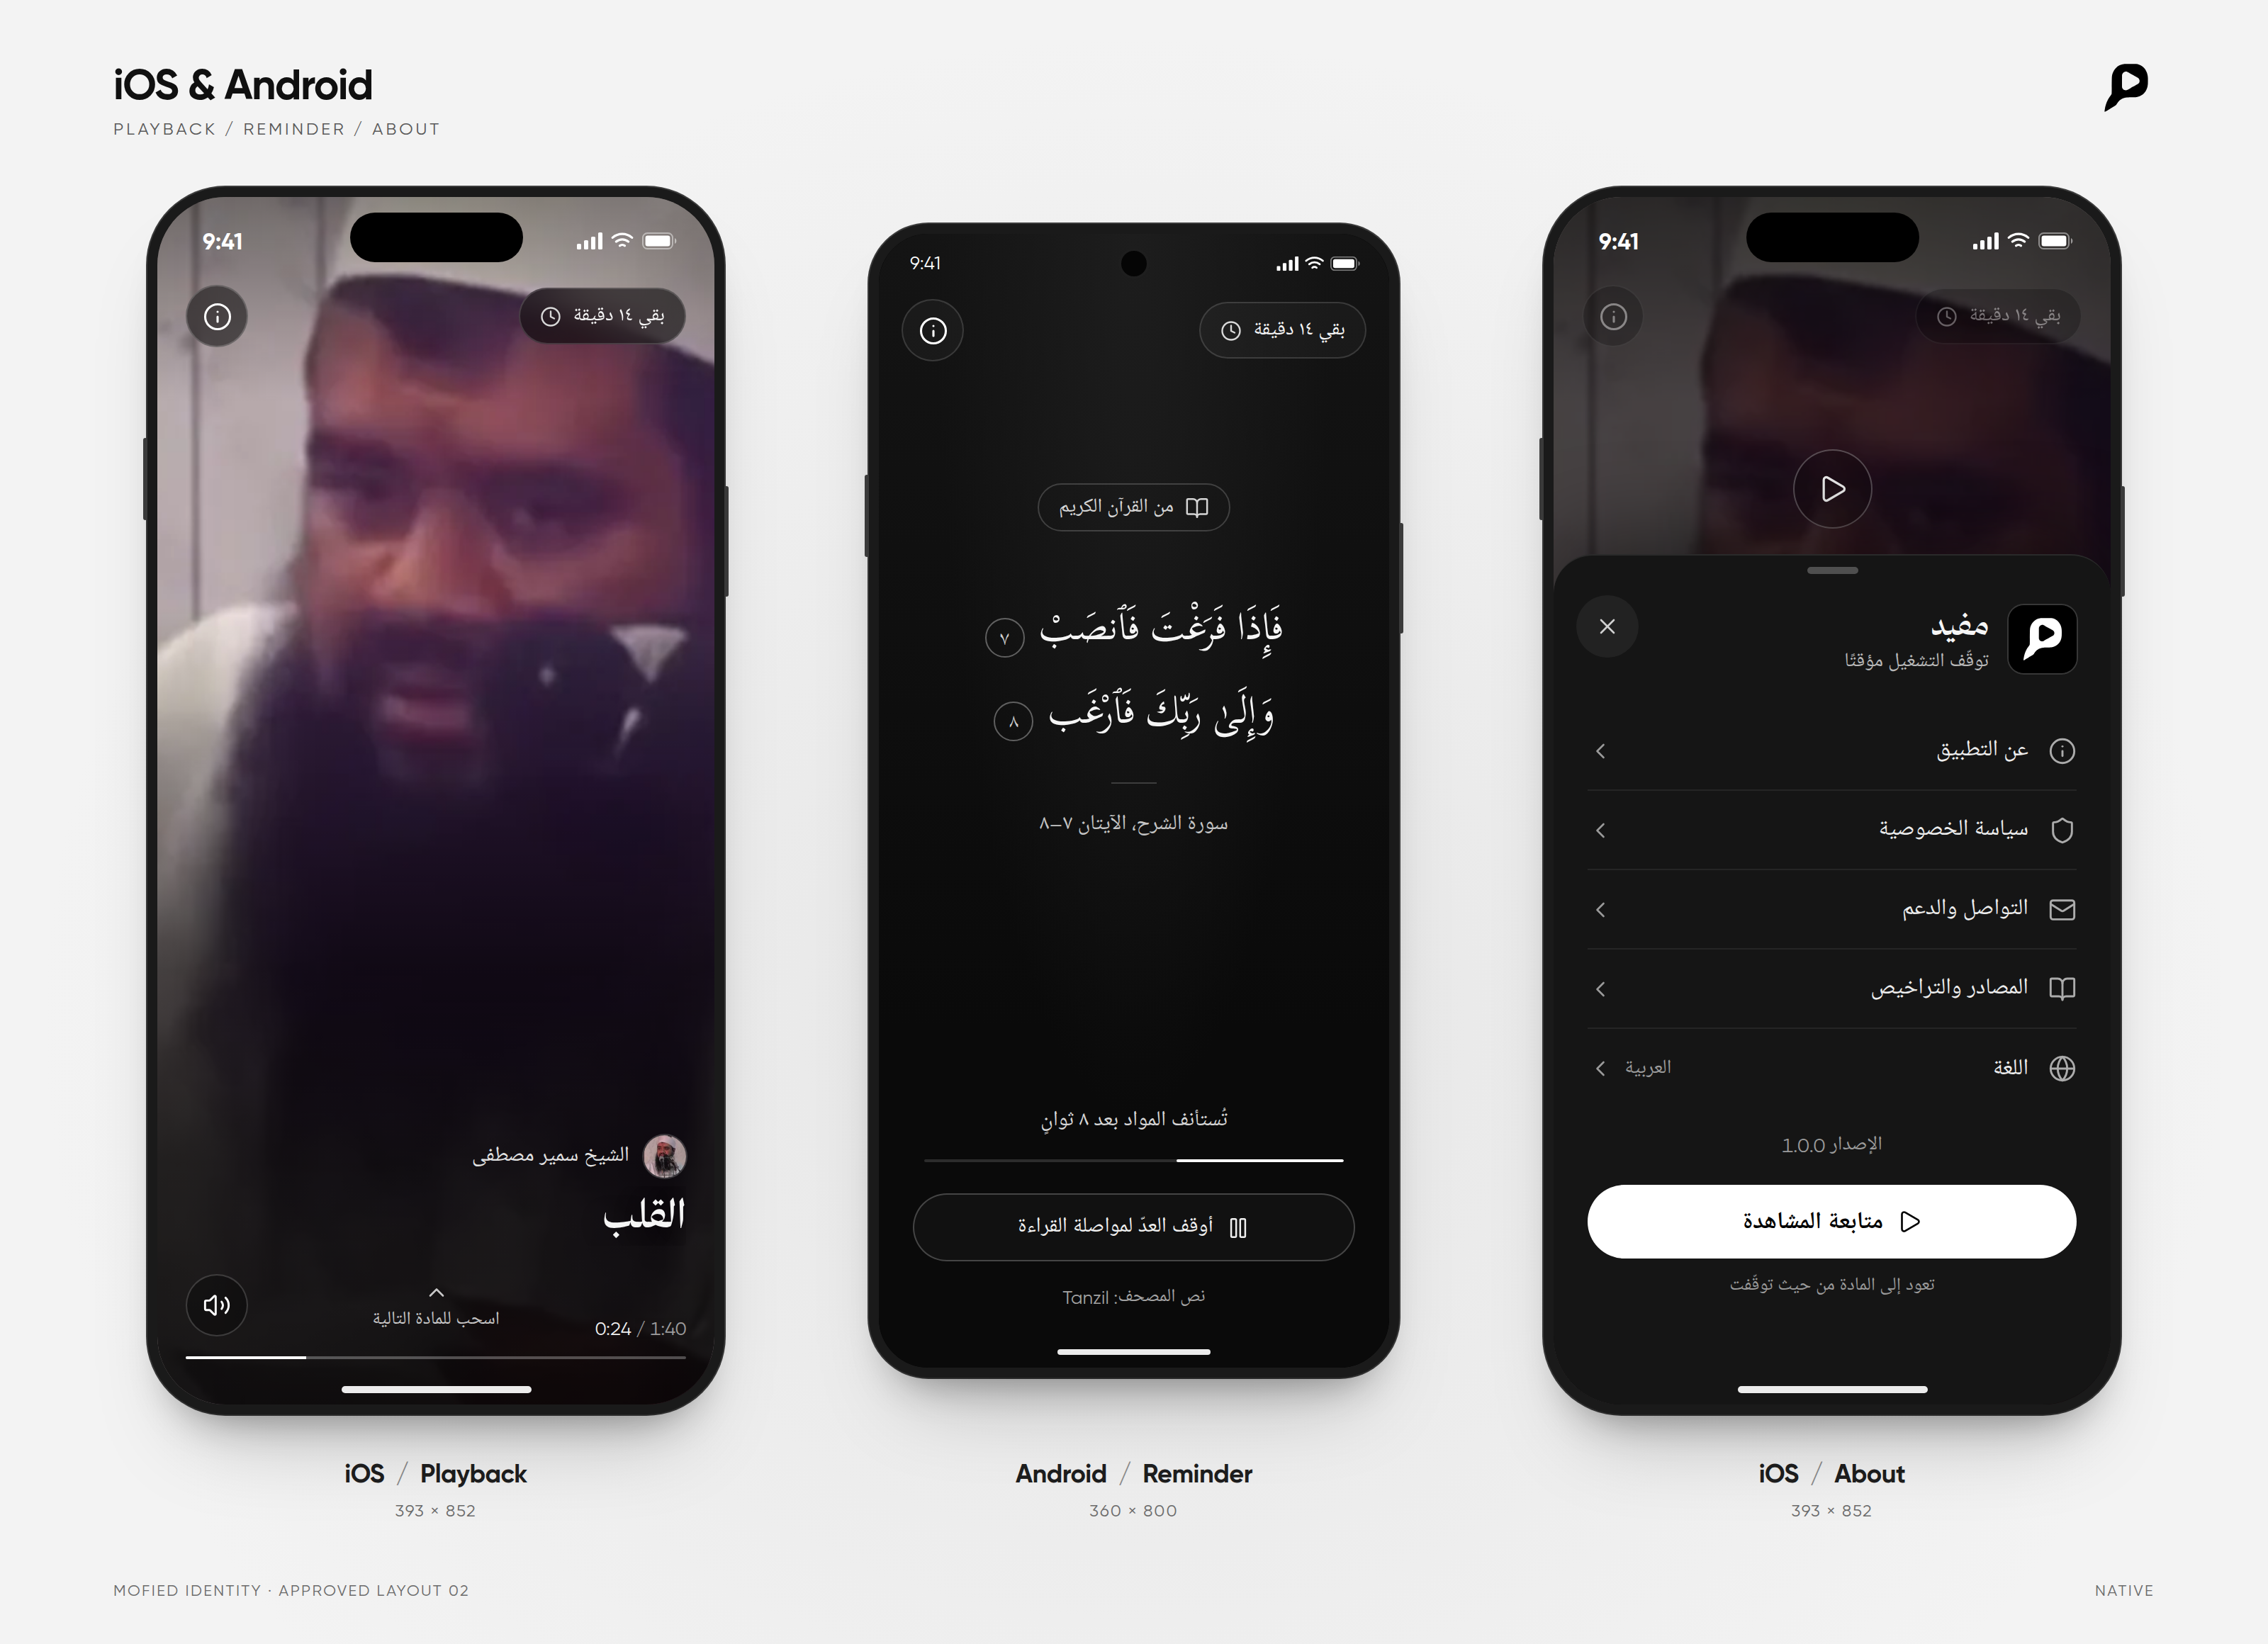 iOS & Android
PLAYBACK / REMINDER / ABOUT
9:41
بقي ١٤ دقيقة
الشيخ سمير مصطفى
القلب
اسحب للمادة التالية
0:24 / 1:40
iOS / Playback
393 × 852
9:41
بقي ١٤ دقيقة
من القرآن الكريم
فَإِذَا فَرَغْتَ فَٱنصَبْ ٧
وَإِلَىٰ رَبِّكَ فَٱرْغَب ٨
سورة الشرح، الآيتان ٧–٨
تُستأنف المواد بعد ٨ ثوانٍ
أوقف العدّ لمواصلة القراءة
نص المصحف: Tanzil
Android / Reminder
360 × 800
9:41
بقي ١٤ دقيقة
مفيد
توقّف التشغيل مؤقتًا
عن التطبيق
سياسة الخصوصية
التواصل والدعم
المصادر والتراخيص
اللغة العربية
الإصدار 1.0.0
متابعة المشاهدة
تعود إلى المادة من حيث توقّفت
iOS / About
393 × 852
MOFIED IDENTITY · APPROVED LAYOUT 02
NATIVE